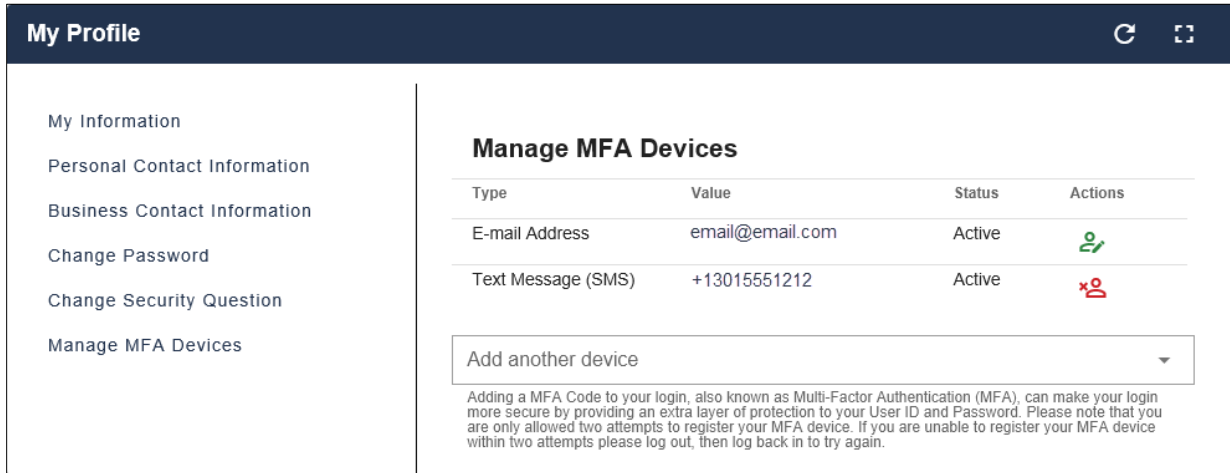 My Profile
My Information
Personal Contact Information
Business Contact Information
Change Password
Change Security Question
Manage MFA Devices
Manage MFA Devices
Type Value Status Actions
E-mail Address email@email.com Active
Text Message (SMS) +13015551212 Active
Add another device
Adding a MFA Code to your login, also known as Multi-Factor Authentication (MFA), can make your login
more secure by providing an extra layer of protection to your User ID and Password. Please note that you
are only allowed two attempts to register your MFA device. If you are unable to register your MFA device
within two attempts please log out, then log back in to try again.